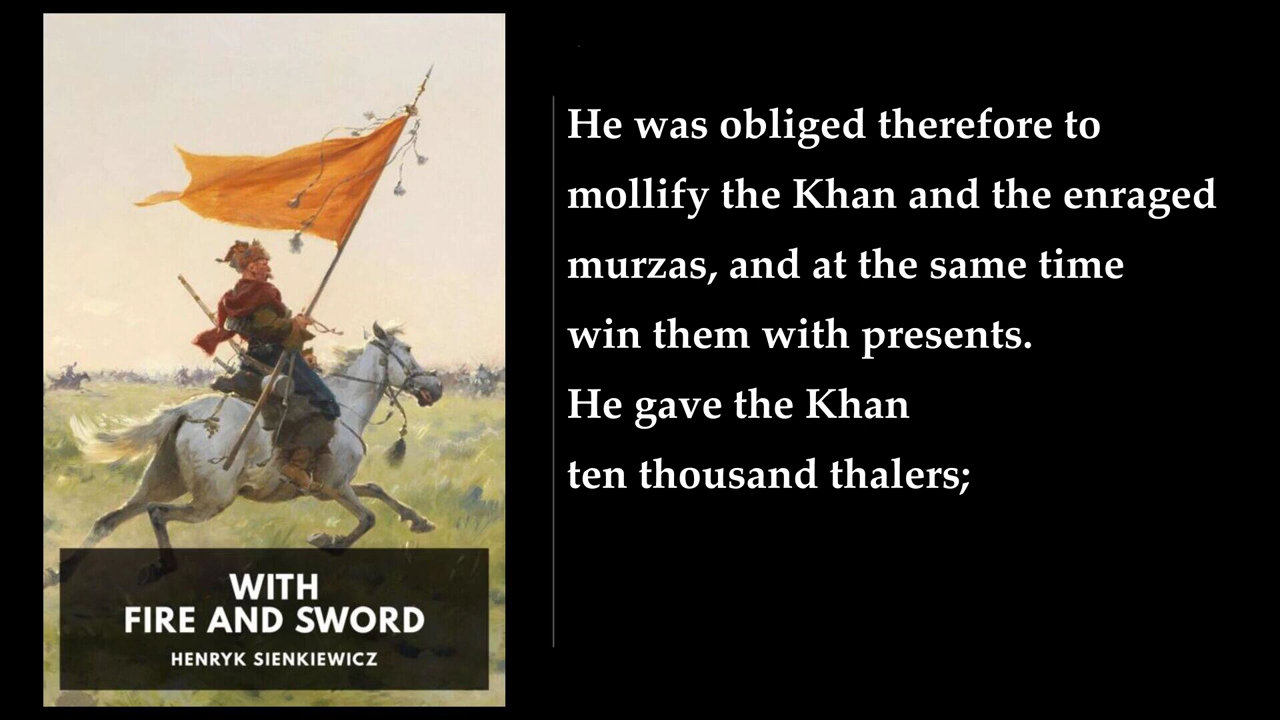 He was obliged therefore to
mollify the Khan and the enraged
murzas, and at the same time
win them with presents.
He gave the Khan
ten thousand thalers;
WITH
FIRE AND SWORD
HENRYK SIENKIEWICZ